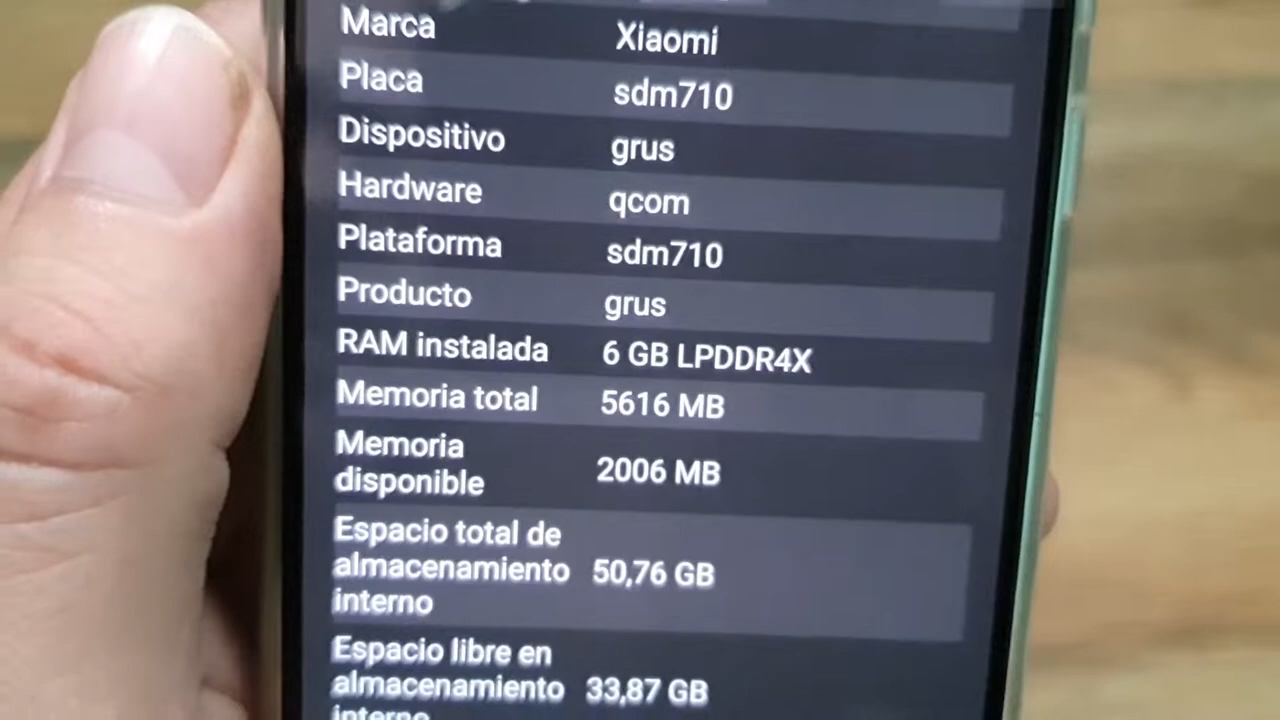 Marca Xiaomi
Placa sdm710
Dispositivo grus
Hardware qcom
Plataforma sdm710
Producto grus
RAM instalada 6 GB LPDDR4X
Memoria total 5616 MB
Memoria
disponible 2006 MB
Espacio total de
almacenamiento 50,76 GB
interno
Espacio libre en
almacenamiento 33,87 GB
interno